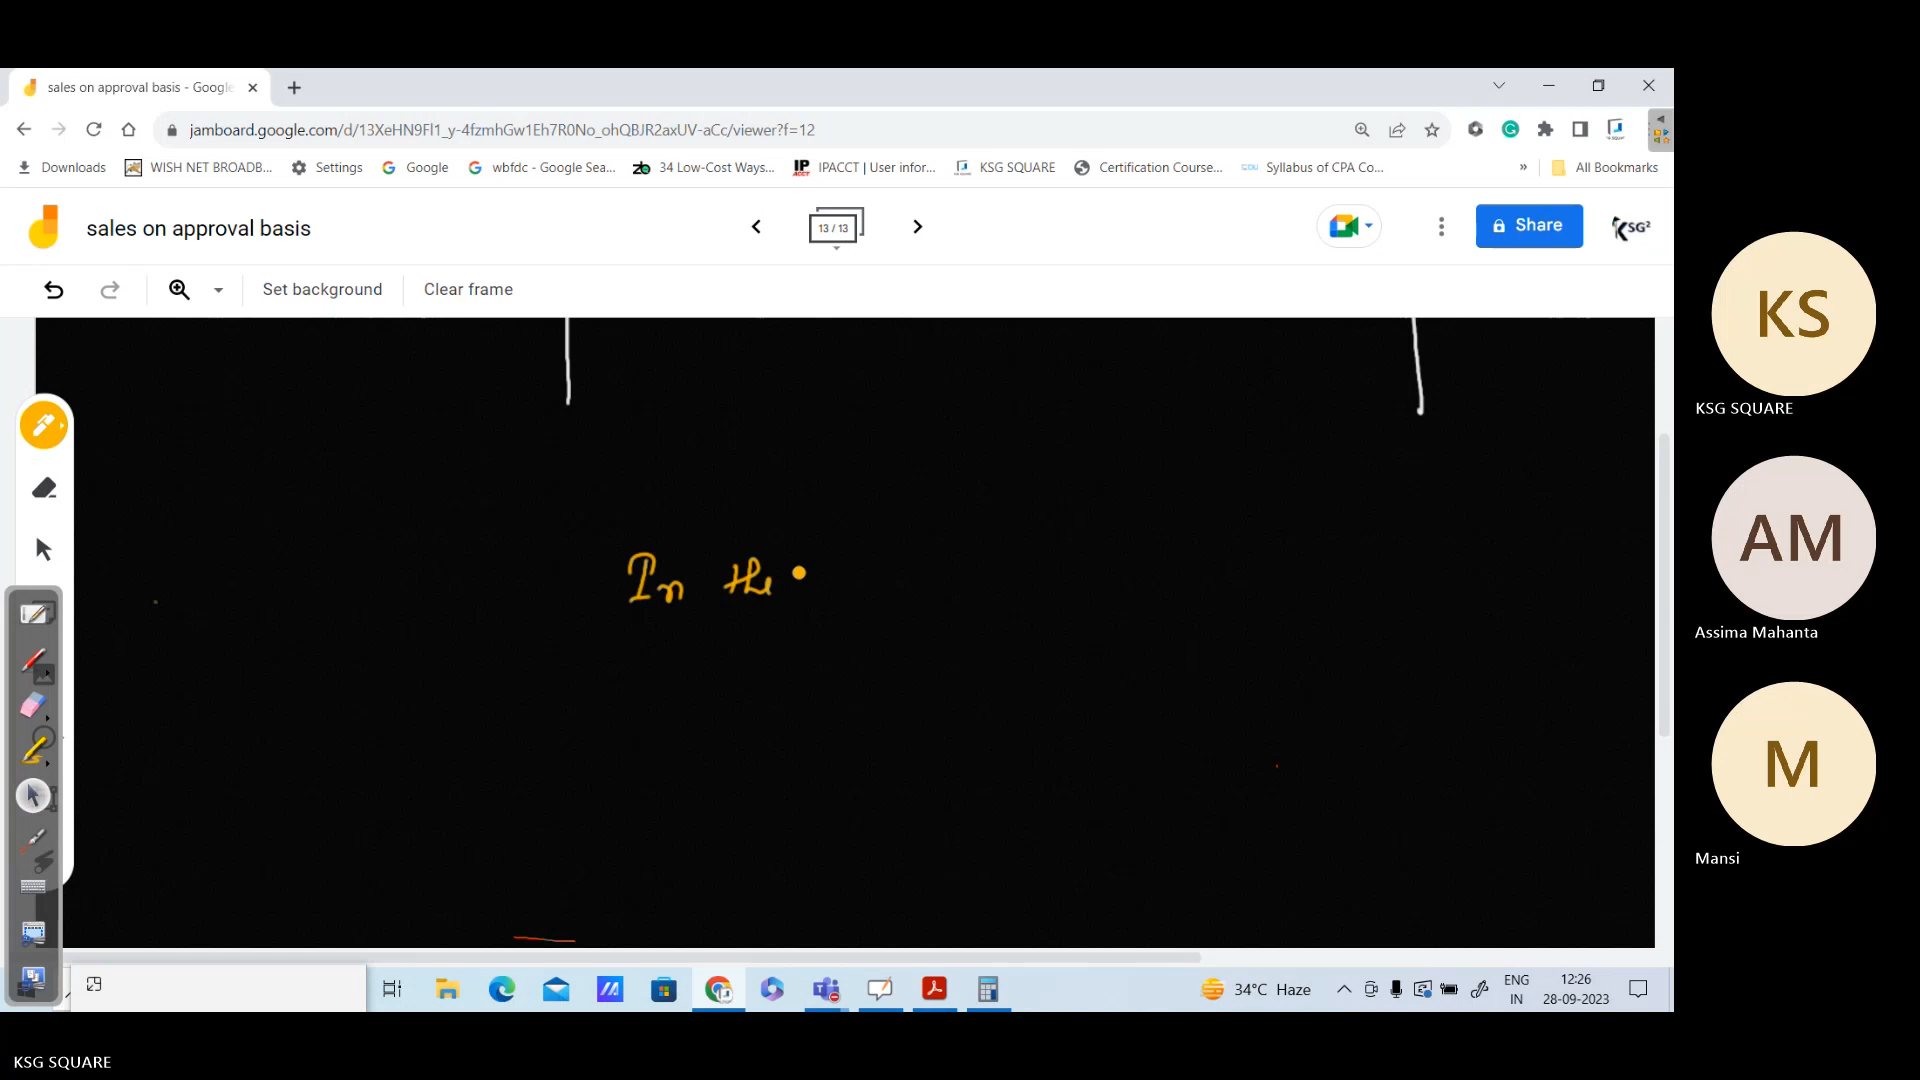 sales on approval basis - Google
jamboard.google.com/d/13XeHN9Fl1_y-4fzmhGw1Eh7R0No_ohQBJR2axUV-aCc/viewer?f=12
Downloads WISH NET BROADB... Settings Google wbfdc - Google Sea... 34 Low-Cost Ways... IPACCT | User infor... KSG SQUARE Certification Course... Syllabus of CPA Co... » All Bookmarks
sales on approval basis
13 / 13
Share
KSG²
Set background
Clear frame
In the
KS
KSG SQUARE
AM
Assima Mahanta
M
Mansi
34°C Haze
ENG
IN
12:26
28-09-2023
KSG SQUARE